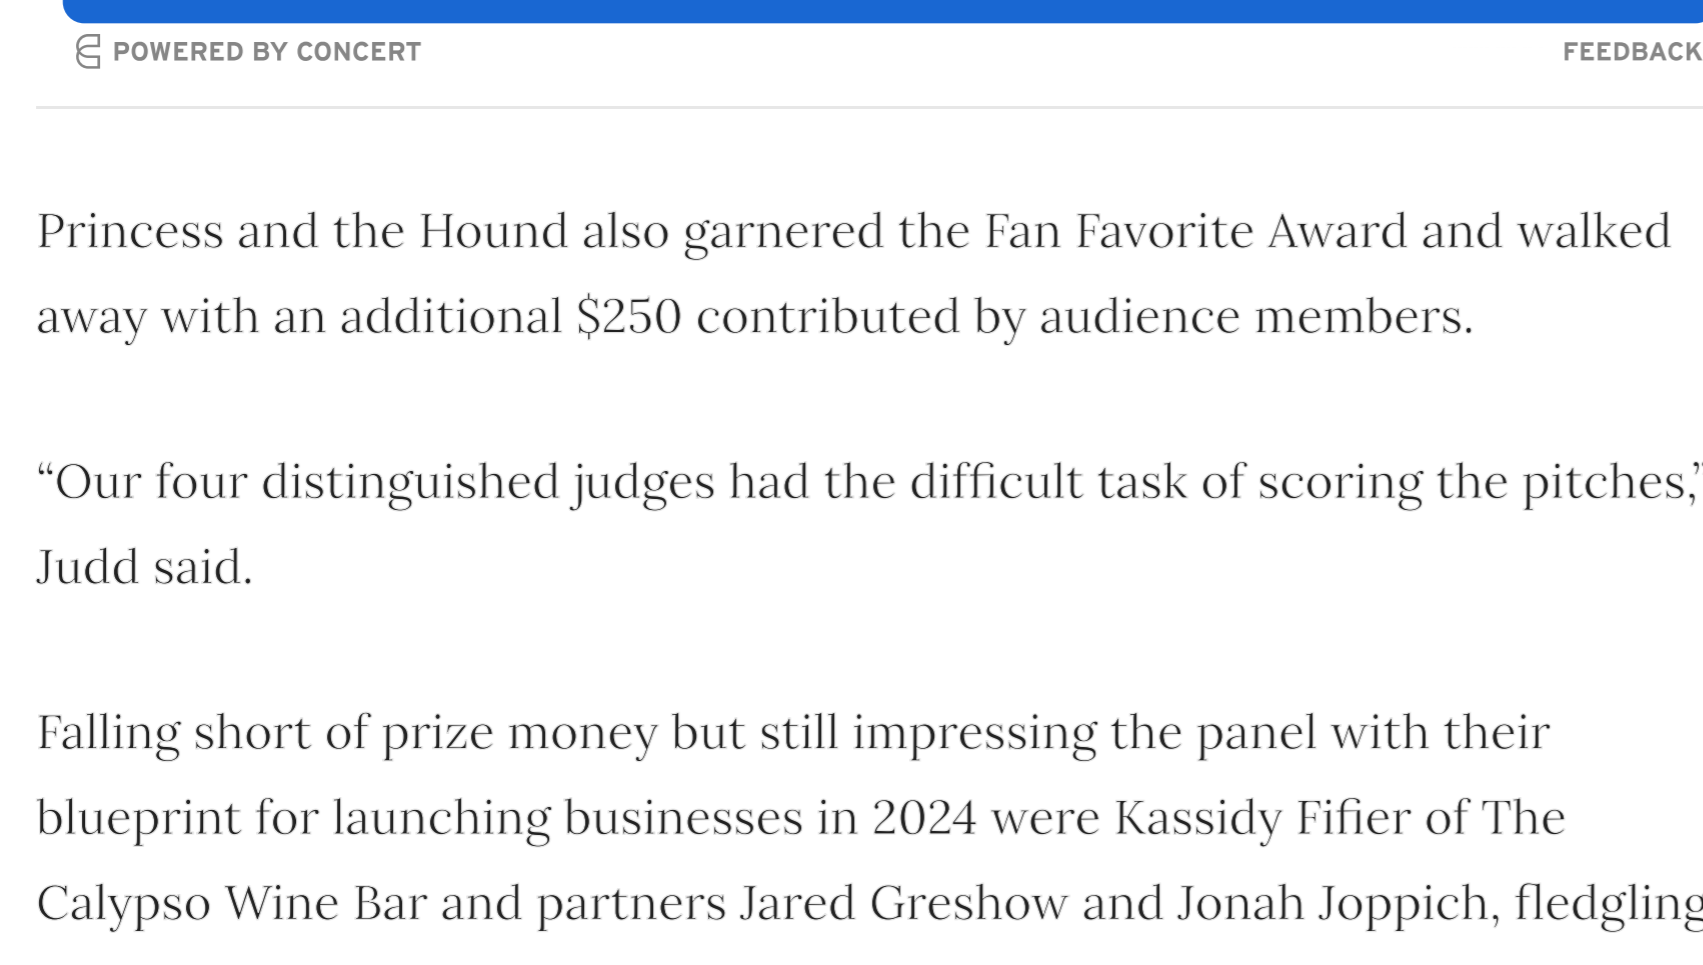 POWERED BY CONCERT
FEEDBACK
Princess and the Hound also garnered the Fan Favorite Award and walked
away with an additional $250 contributed by audience members.
“Our four distinguished judges had the difficult task of scoring the pitches,”
Judd said.
Falling short of prize money but still impressing the panel with their
blueprint for launching businesses in 2024 were Kassidy Fifier of The
Calypso Wine Bar and partners Jared Greshow and Jonah Joppich, fledgling